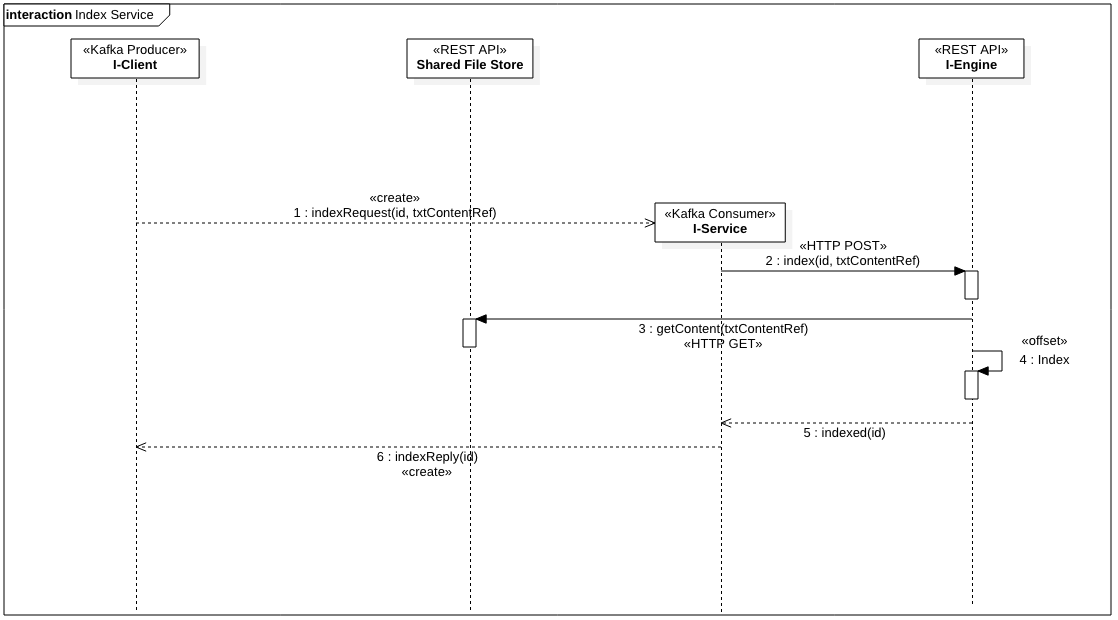 interaction Index Service
«Kafka Producer»
I-Client
«REST API»
Shared File Store
«REST API»
I-Engine
«create»
1 : indexRequest(id, txtContentRef)
«Kafka Consumer»
I-Service
«HTTP POST»
2 : index(id, txtContentRef)
3 : getContent(txtContentRef)
«HTTP GET»
«offset»
4 : Index
5 : indexed(id)
6 : indexReply(id)
«create»